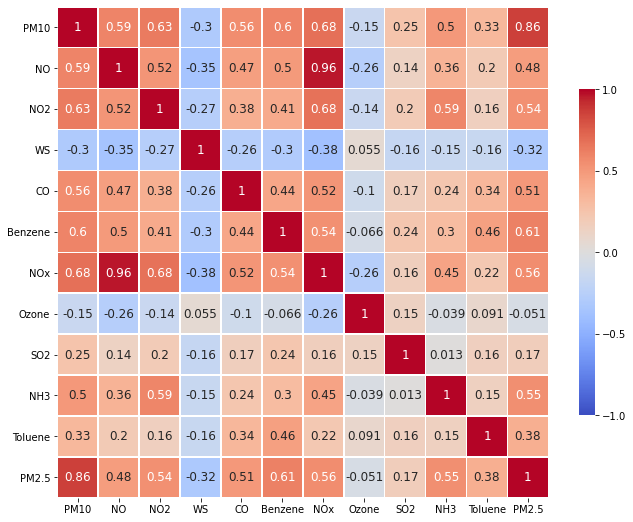 PM10 1 0.59 0.63 -0.3 0.56 0.6 0.68 -0.15 0.25 0.5 0.33 0.86
NO 0.59 1 0.52 -0.35 0.47 0.5 0.96 -0.26 0.14 0.36 0.2 0.48
NO2 0.63 0.52 1 -0.27 0.38 0.41 0.68 -0.14 0.2 0.59 0.16 0.54
WS -0.3 -0.35 -0.27 1 -0.26 -0.3 -0.38 0.055 -0.16 -0.15 -0.16 -0.32
CO 0.56 0.47 0.38 -0.26 1 0.44 0.52 -0.1 0.17 0.24 0.34 0.51
Benzene 0.6 0.5 0.41 -0.3 0.44 1 0.54 -0.066 0.24 0.3 0.46 0.61
NOx 0.68 0.96 0.68 -0.38 0.52 0.54 1 -0.26 0.16 0.45 0.22 0.56
Ozone -0.15 -0.26 -0.14 0.055 -0.1 -0.066 -0.26 1 0.15 -0.039 0.091 -0.051
SO2 0.25 0.14 0.2 -0.16 0.17 0.24 0.16 0.15 1 0.013 0.16 0.17
NH3 0.5 0.36 0.59 -0.15 0.24 0.3 0.45 -0.039 0.013 1 0.15 0.55
Toluene 0.33 0.2 0.16 -0.16 0.34 0.46 0.22 0.091 0.16 0.15 1 0.38
PM2.5 0.86 0.48 0.54 -0.32 0.51 0.61 0.56 -0.051 0.17 0.55 0.38 1
PM10 NO NO2 WS CO Benzene NOx Ozone SO2 NH3 Toluene PM2.5
1.0
0.5
0.0
−0.5
−1.0